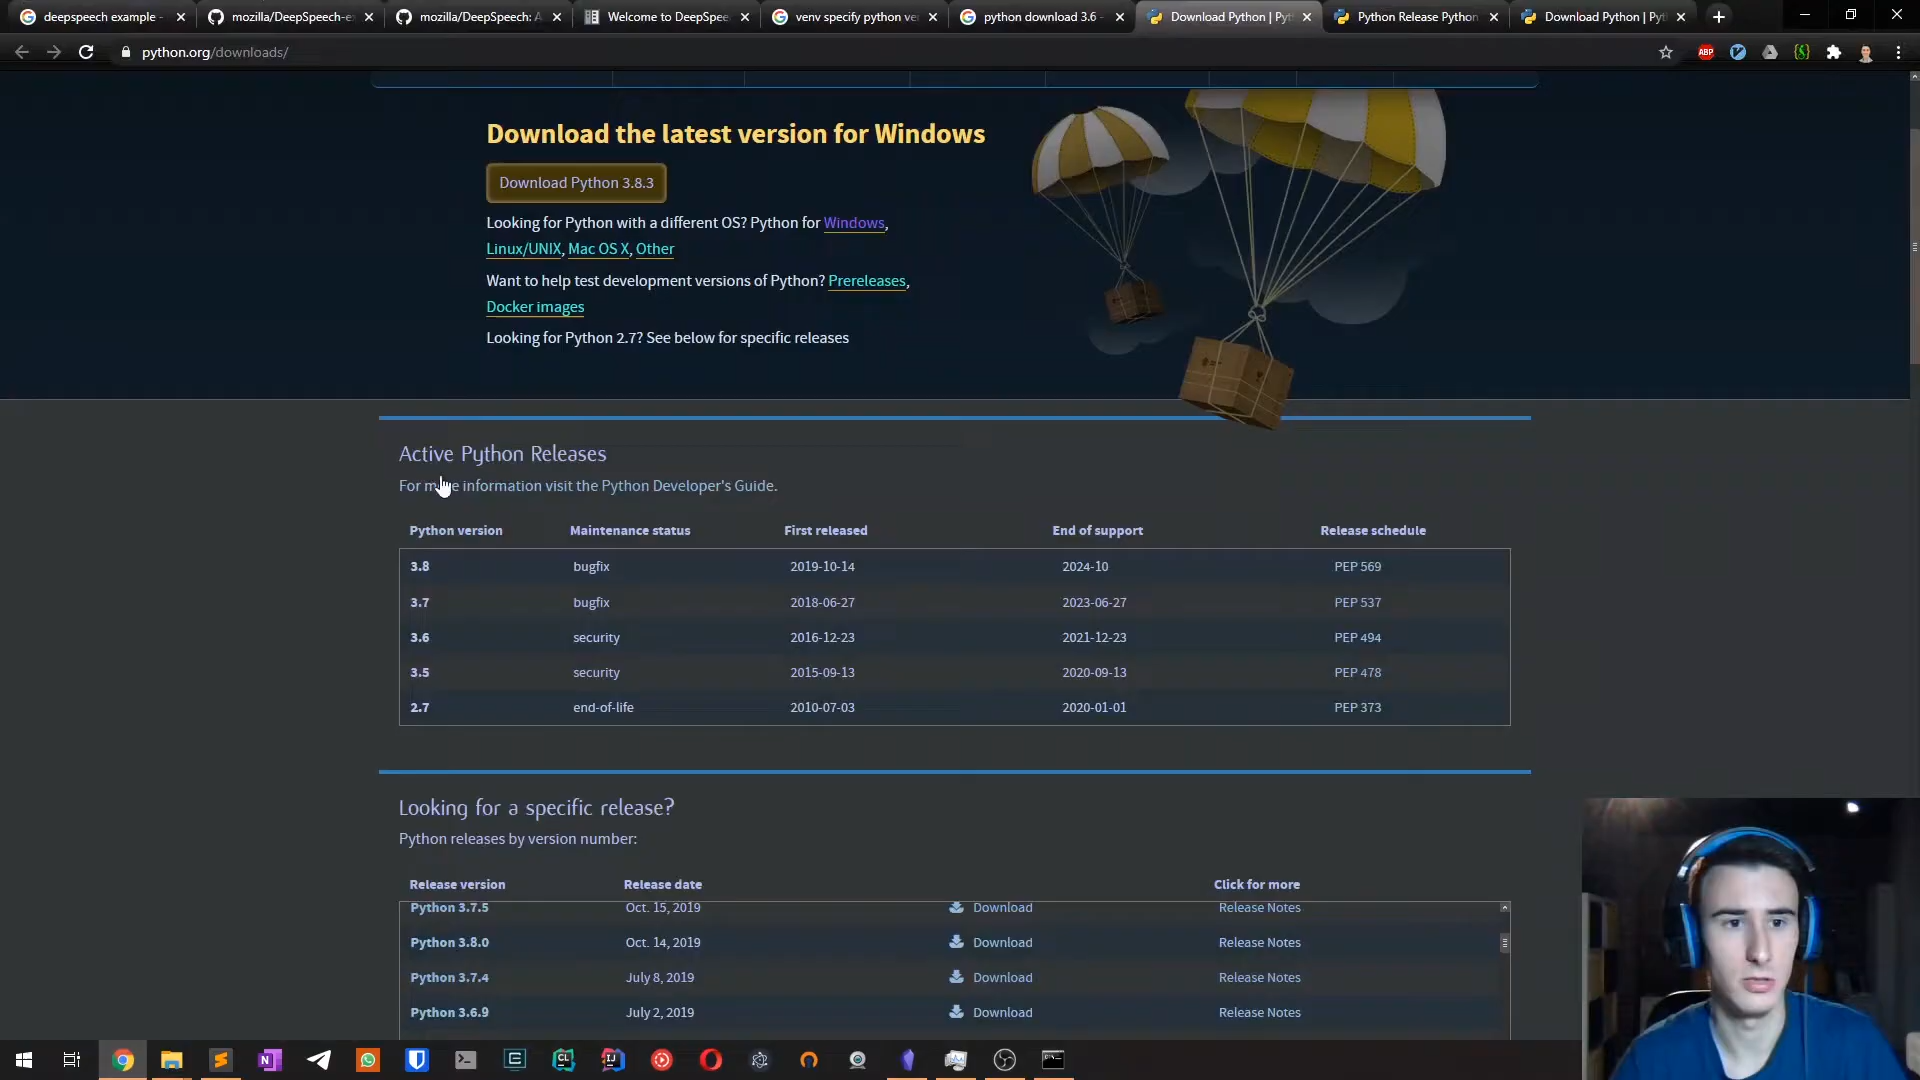 deepspeech example -
mozilla/DeepSpeech-e
mozilla/DeepSpeech: A
Welcome to DeepSpee
venv specify python ve
python download 3.6 -
Download Python | Pyt
Python Release Python
Download Python | Pyt
python.org/downloads/
ABP
Download the latest version for Windows
Download Python 3.8.3
Looking for Python with a different OS? Python for Windows,
Linux/UNIX, Mac OS X, Other
Want to help test development versions of Python? Prereleases,
Docker images
Looking for Python 2.7? See below for specific releases
Active Python Releases
For more information visit the Python Developer's Guide.
Python version Maintenance status First released End of support Release schedule
3.8 bugfix 2019-10-14 2024-10 PEP 569
3.7 bugfix 2018-06-27 2023-06-27 PEP 537
3.6 security 2016-12-23 2021-12-23 PEP 494
3.5 security 2015-09-13 2020-09-13 PEP 478
2.7 end-of-life 2010-07-03 2020-01-01 PEP 373
Looking for a specific release?
Python releases by version number:
Release version Release date Click for more
Python 3.7.5 Oct. 15, 2019 Download Release Notes
Python 3.8.0 Oct. 14, 2019 Download Release Notes
Python 3.7.4 July 8, 2019 Download Release Notes
Python 3.6.9 July 2, 2019 Download Release Notes